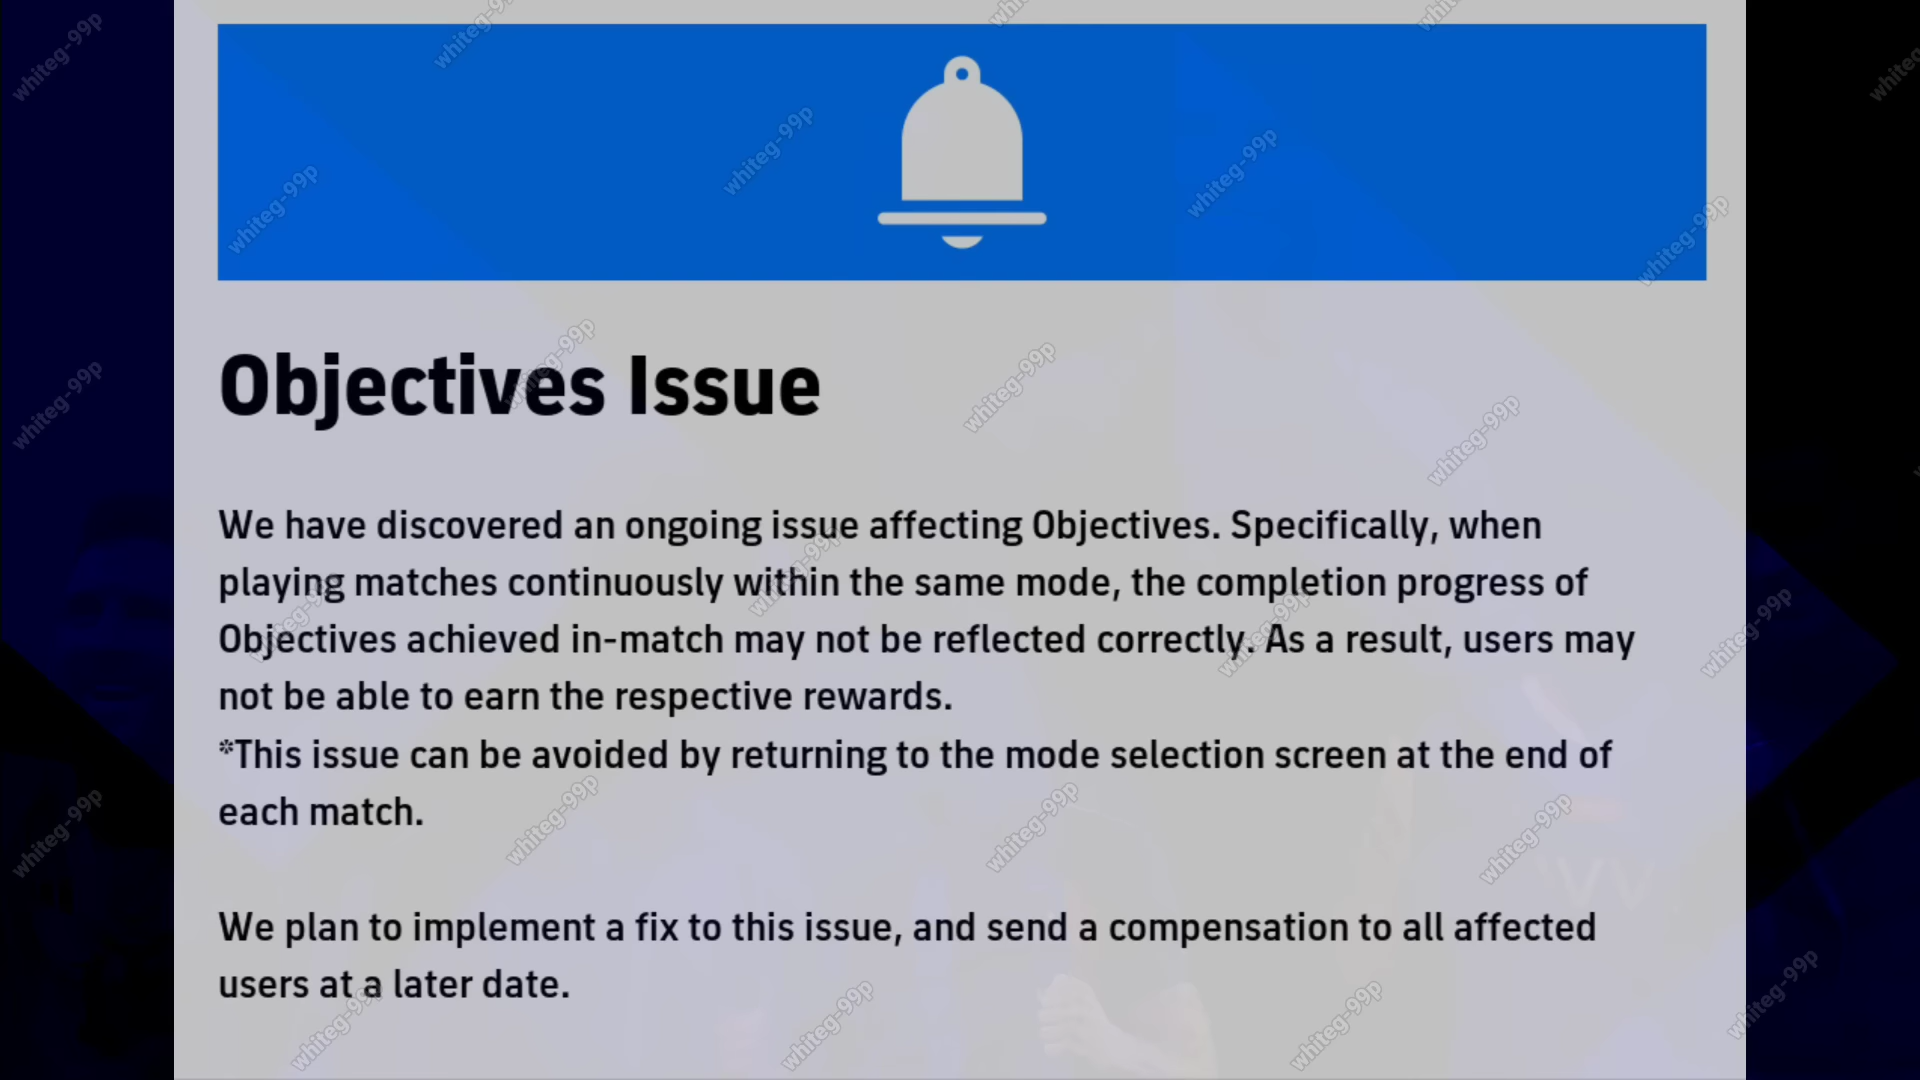 Objectives Issue
We have discovered an ongoing issue affecting Objectives. Specifically, when
playing matches continuously within the same mode, the completion progress of
Objectives achieved in-match may not be reflected correctly. As a result, users may
not be able to earn the respective rewards.
*This issue can be avoided by returning to the mode selection screen at the end of
each match.
We plan to implement a fix to this issue, and send a compensation to all affected
users at a later date.
whiteg-99p